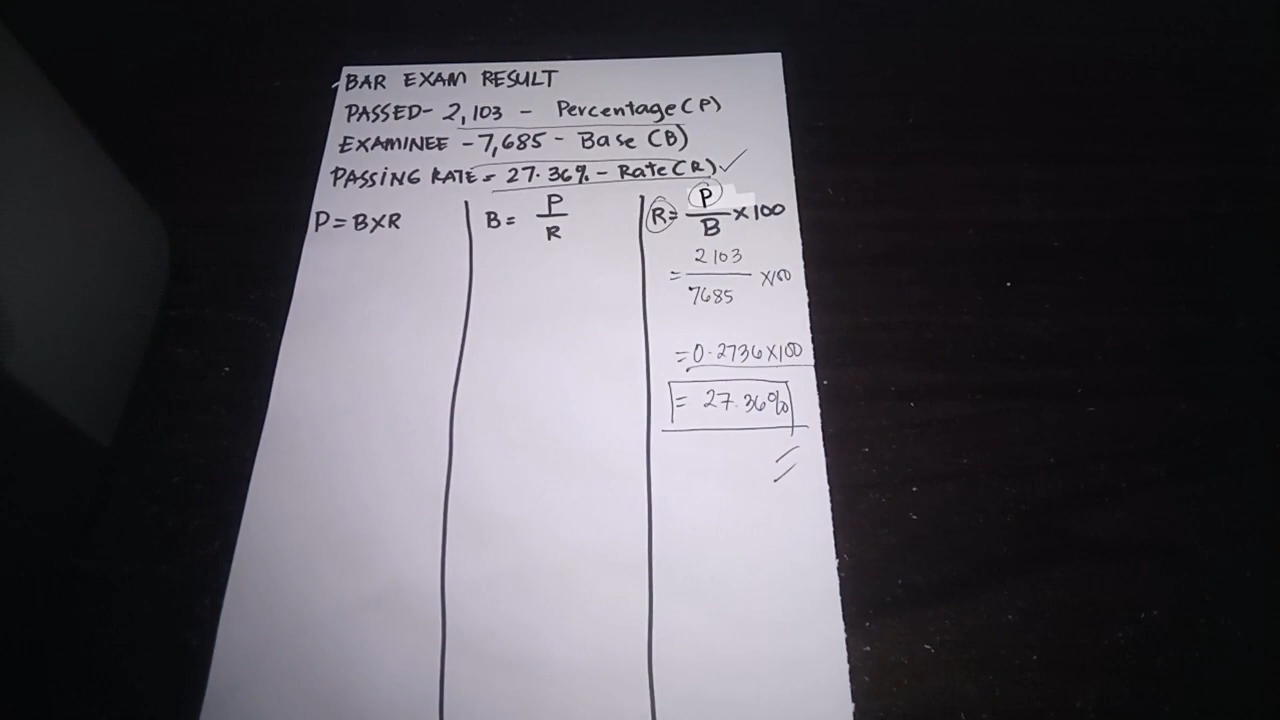 BAR EXAM RESULT
PASSED- 2,103 - Percentage(P)
EXAMINEE - 7,685 - Base (B)
PASSING RATE = 27.36% - Rate(R) ✓
P = B X R
B = P
R
R = P
B X 100
= 2103
7685 X100
= 0.2736 X 100
= 27.36%